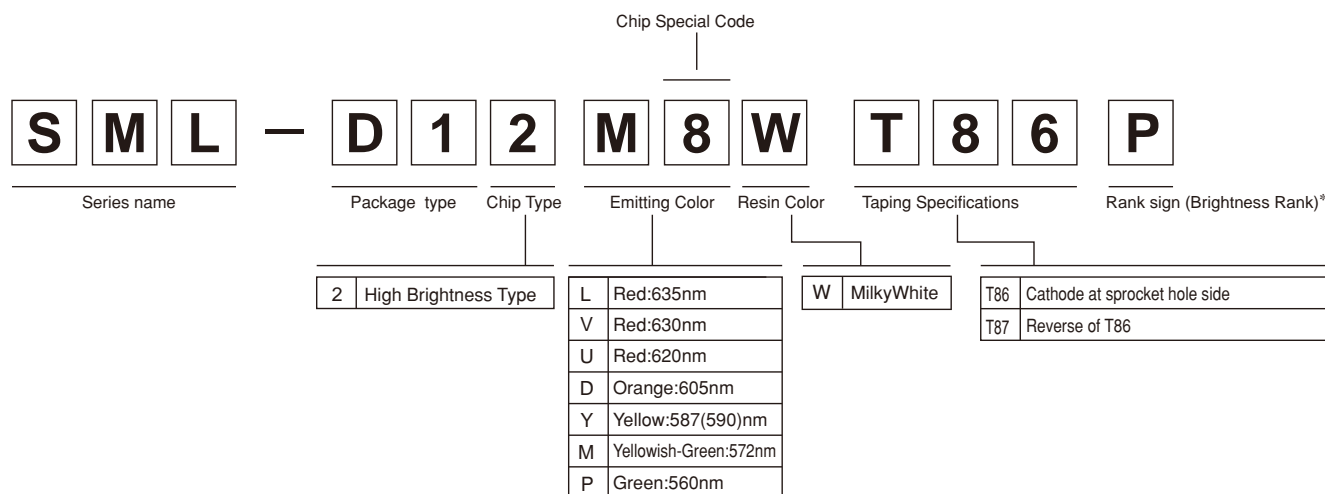 Chip Special Code
S M L — D 1 2 M 8 W T 8 6 P
Series name Package type Chip Type Emitting Color Resin Color Taping Specifications Rank sign (Brightness Rank)*
2 High Brightness Type
L Red:635nm
V Red:630nm
U Red:620nm
D Orange:605nm
Y Yellow:587(590)nm
M Yellowish-Green:572nm
P Green:560nm
W MilkyWhite
T86 Cathode at sprocket hole side
T87 Reverse of T86